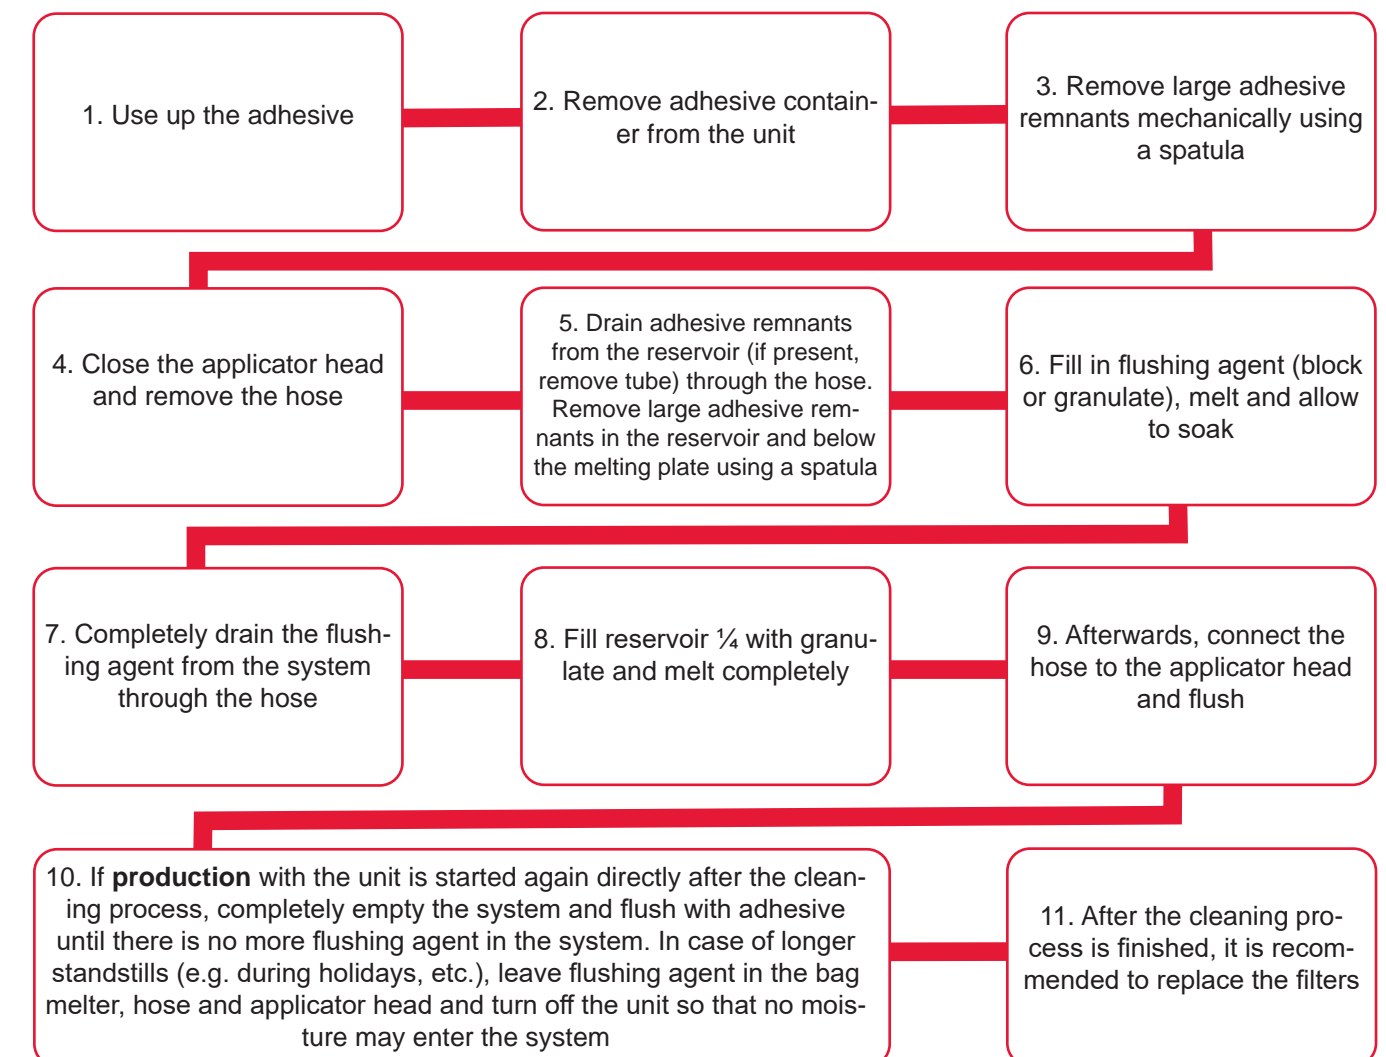 1. Use up the adhesive
2. Remove adhesive contain-
er from the unit
3. Remove large adhesive
remnants mechanically using
a spatula
4. Close the applicator head
and remove the hose
5. Drain adhesive remnants
from the reservoir (if present,
remove tube) through the hose.
Remove large adhesive rem-
nants in the reservoir and below
the melting plate using a spatula
6. Fill in flushing agent (block
or granulate), melt and allow
to soak
7. Completely drain the flush-
ing agent from the system
through the hose
8. Fill reservoir ¼ with granu-
late and melt completely
9. Afterwards, connect the
hose to the applicator head
and flush
10. If production with the unit is started again directly after the clean-
ing process, completely empty the system and flush with adhesive
until there is no more flushing agent in the system. In case of longer
standstills (e.g. during holidays, etc.), leave flushing agent in the bag
melter, hose and applicator head and turn off the unit so that no mois-
ture may enter the system
11. After the cleaning pro-
cess is finished, it is recom-
mended to replace the filters